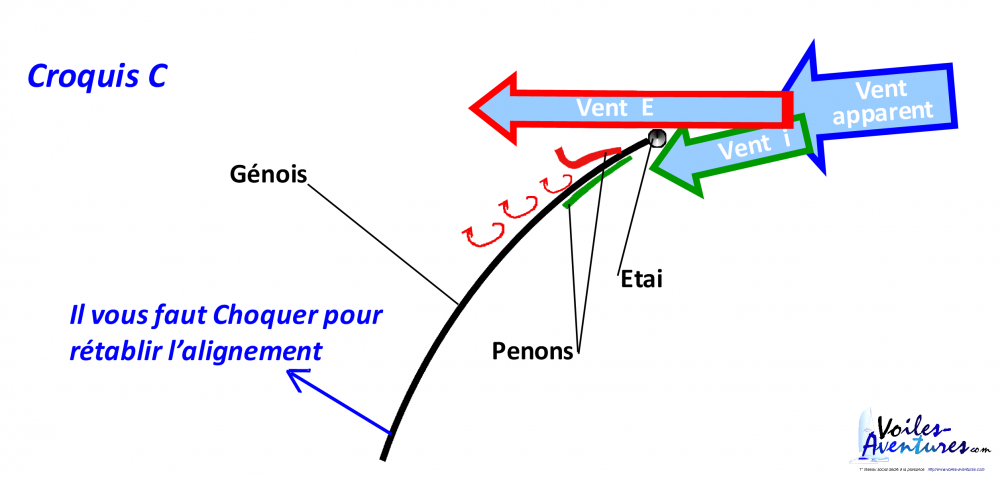 Croquis C
Vent
apparent
Vent E
Vent i
Génois
Etai
Il vous faut Choquer pour
rétablir l'alignement
Penons
Voiles-
Aventures.com